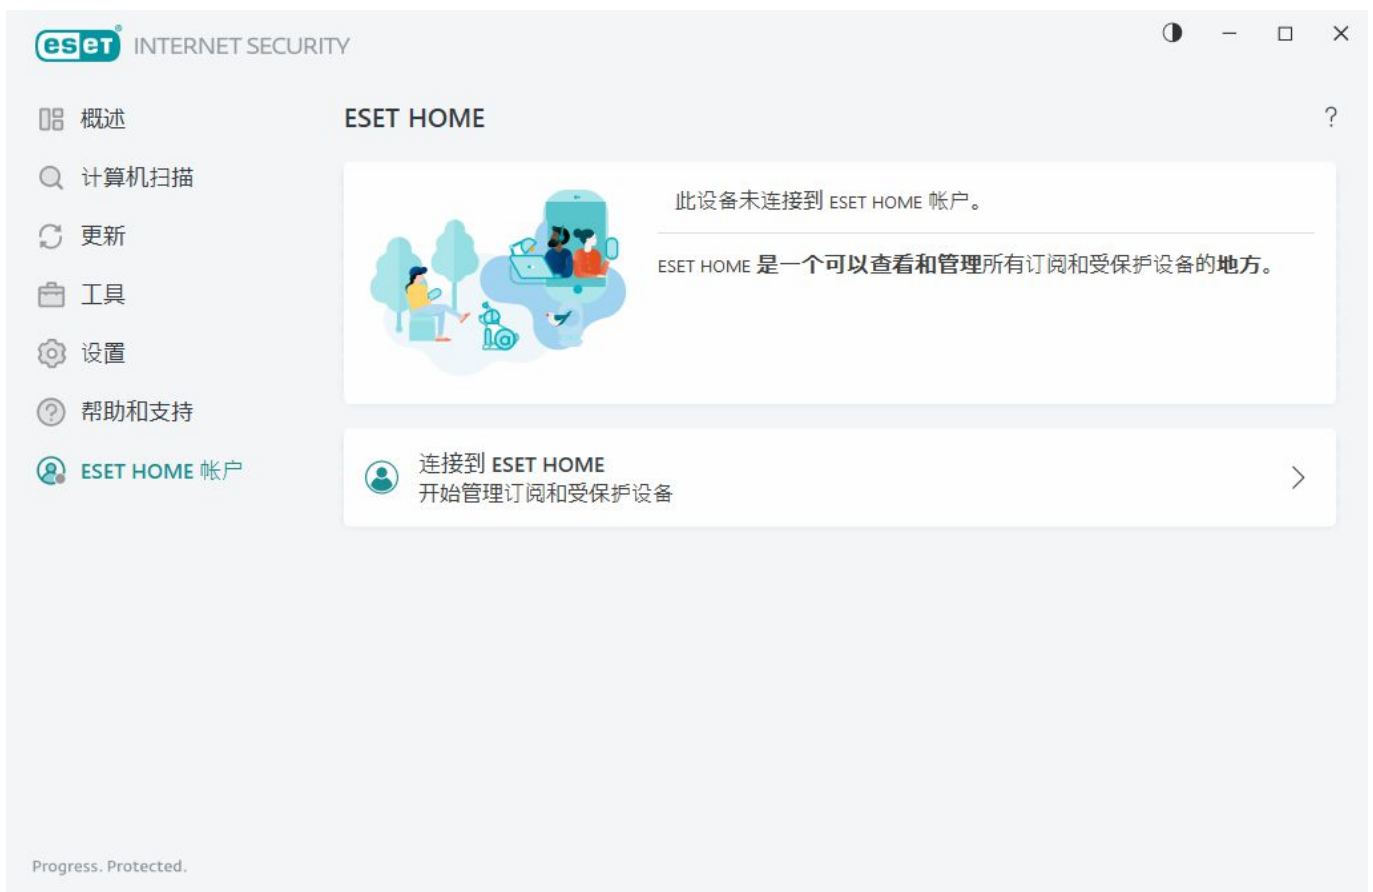 eset® INTERNET SECURITY
概述
计算机扫描
更新
工具
设置
帮助和支持
ESET HOME 帐户
ESET HOME
?
此设备未连接到 ESET HOME 帐户。
ESET HOME 是一个可以查看和管理所有订阅和受保护设备的地方。
连接到 ESET HOME
开始管理订阅和受保护设备
Progress. Protected.